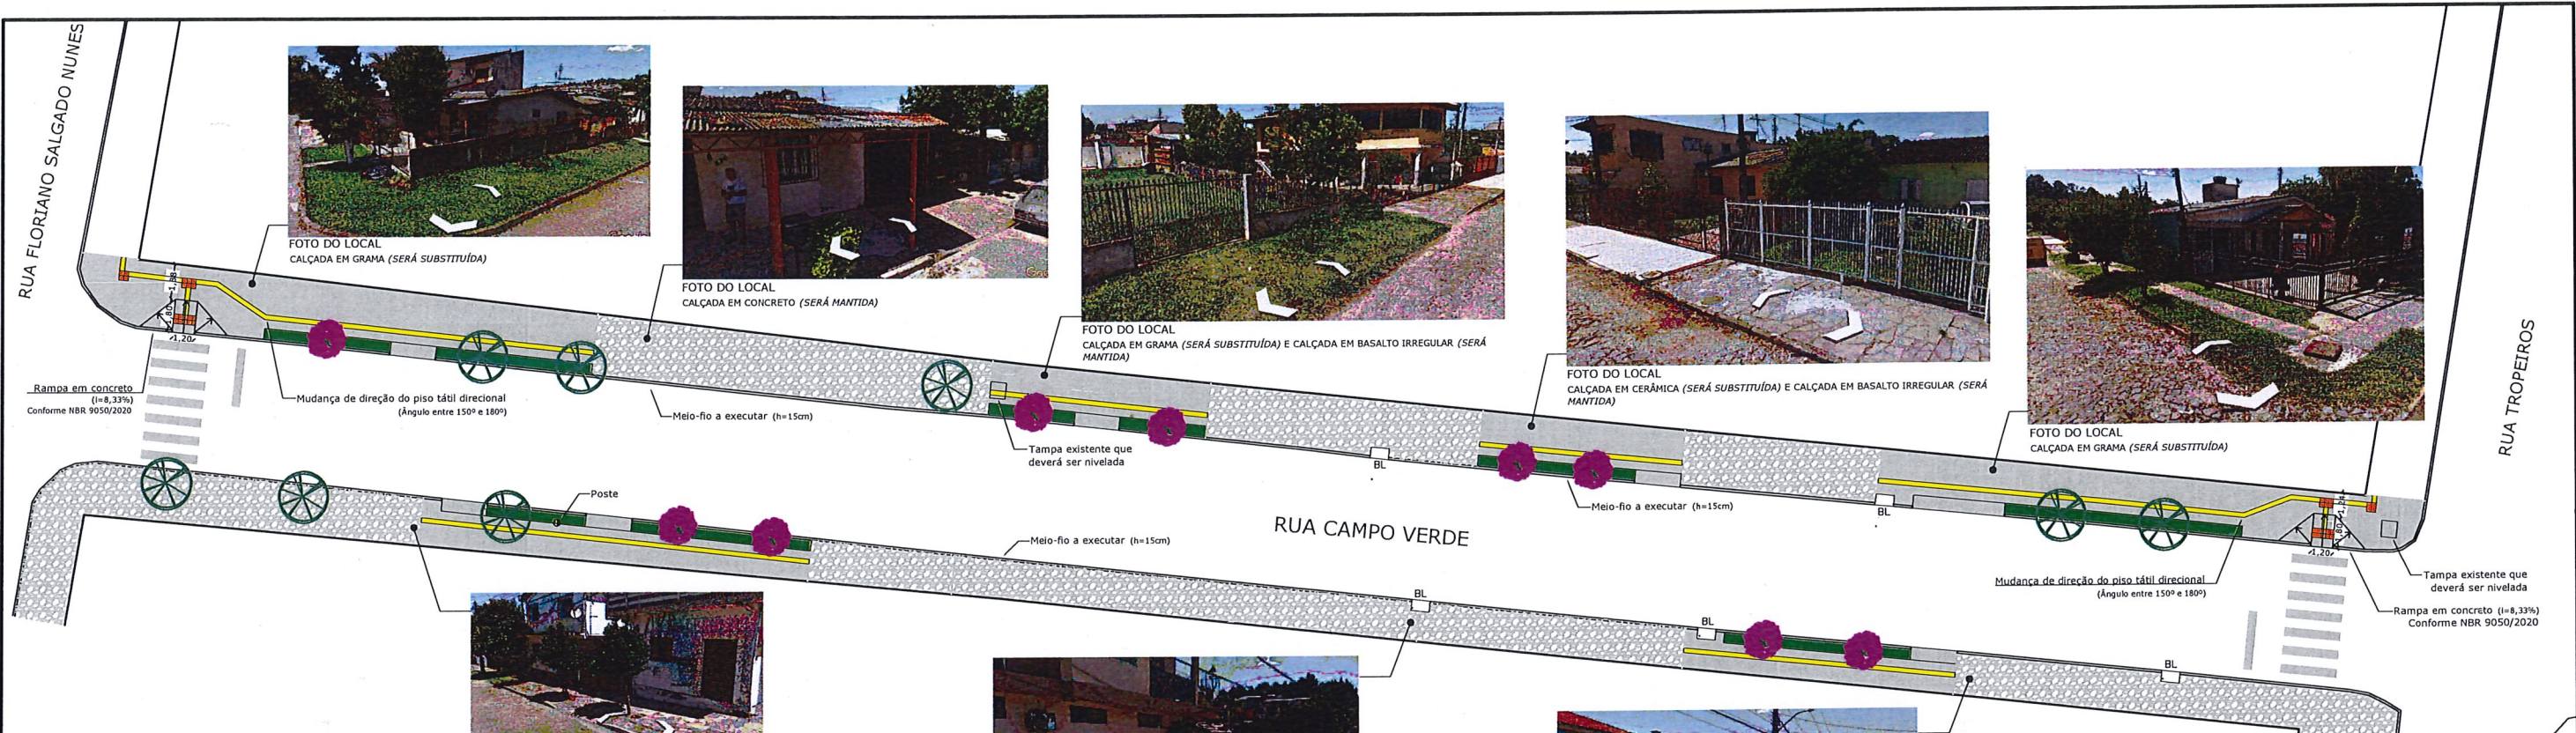 RUA FLORIANO SALGADO NUNES
FOTO DO LOCAL
CALÇADA EM GRAMA (SERÁ SUBSTITUÍDA)
FOTO DO LOCAL
CALÇADA EM CONCRETO (SERÁ MANTIDA)
FOTO DO LOCAL
CALÇADA EM GRAMA (SERÁ SUBSTITUÍDA) E CALÇADA EM BASALTO IRREGULAR (SERÁ
MANTIDA)
FOTO DO LOCAL
CALÇADA EM CERÂMICA (SERÁ SUBSTITUÍDA) E CALÇADA EM BASALTO IRREGULAR (SERÁ
MANTIDA)
FOTO DO LOCAL
CALÇADA EM GRAMA (SERÁ SUBSTITUÍDA)
RUA TROPEIROS
1,20
Rampa em concreto
(i=8,33%)
Conforme NBR 9050/2020
Mudança de direção do piso tátil direcional
(Ângulo entre 150º e 180º)
Meio-fio a executar (h=15cm)
Tampa existente que
deverá ser nivelada
BL
Meio-fio a executar (h=15cm)
BL
Poste
RUA CAMPO VERDE
Meio-fio a executar (h=15cm)
1,20
Mudança de direção do piso tátil direcional
(Ângulo entre 150º e 180º)
Tampa existente que
deverá ser nivelada
Rampa em concreto (i=8,33%)
Conforme NBR 9050/2020
BL
BL
BL